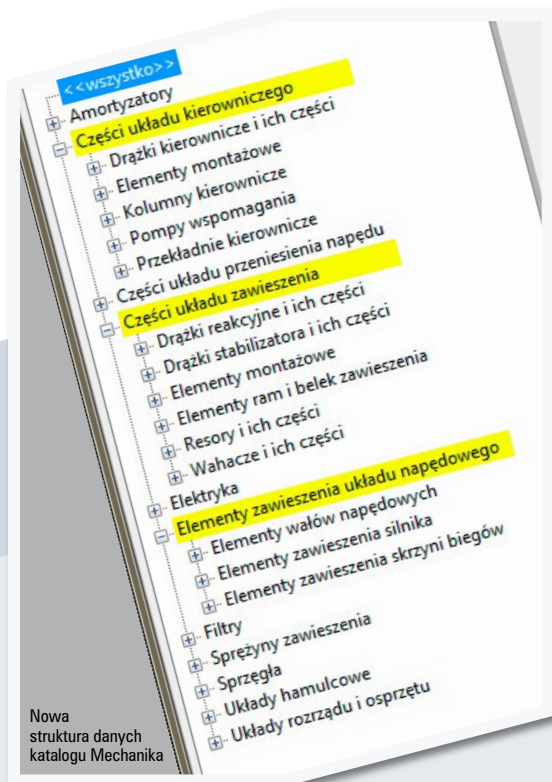 <<wszystko>>
Amortyzatory
Części układu kierowniczego
Drążki kierownicze i ich części
Elementy montażowe
Kolumny kierownicze
Pompy wspomagania
Przekładnie kierownicze
Części układu przeniesienia napędu
Części układu zawieszenia
Drążki reakcyjne i ich części
Drążki stabilizatora i ich części
Elementy montażowe
Elementy ram i belek zawieszenia
Resory i ich części
Wahacze i ich części
Elektryka
Elementy zawieszenia układu napędowego
Elementy wałów napędowych
Elementy zawieszenia silnika
Elementy zawieszenia skrzyni biegów
Filtry
Sprężyny zawieszenia
Sprzęgła
Układy hamulcowe
Układy rozrządu i osprzętu
Nowa
struktura danych
katalogu Mechanika